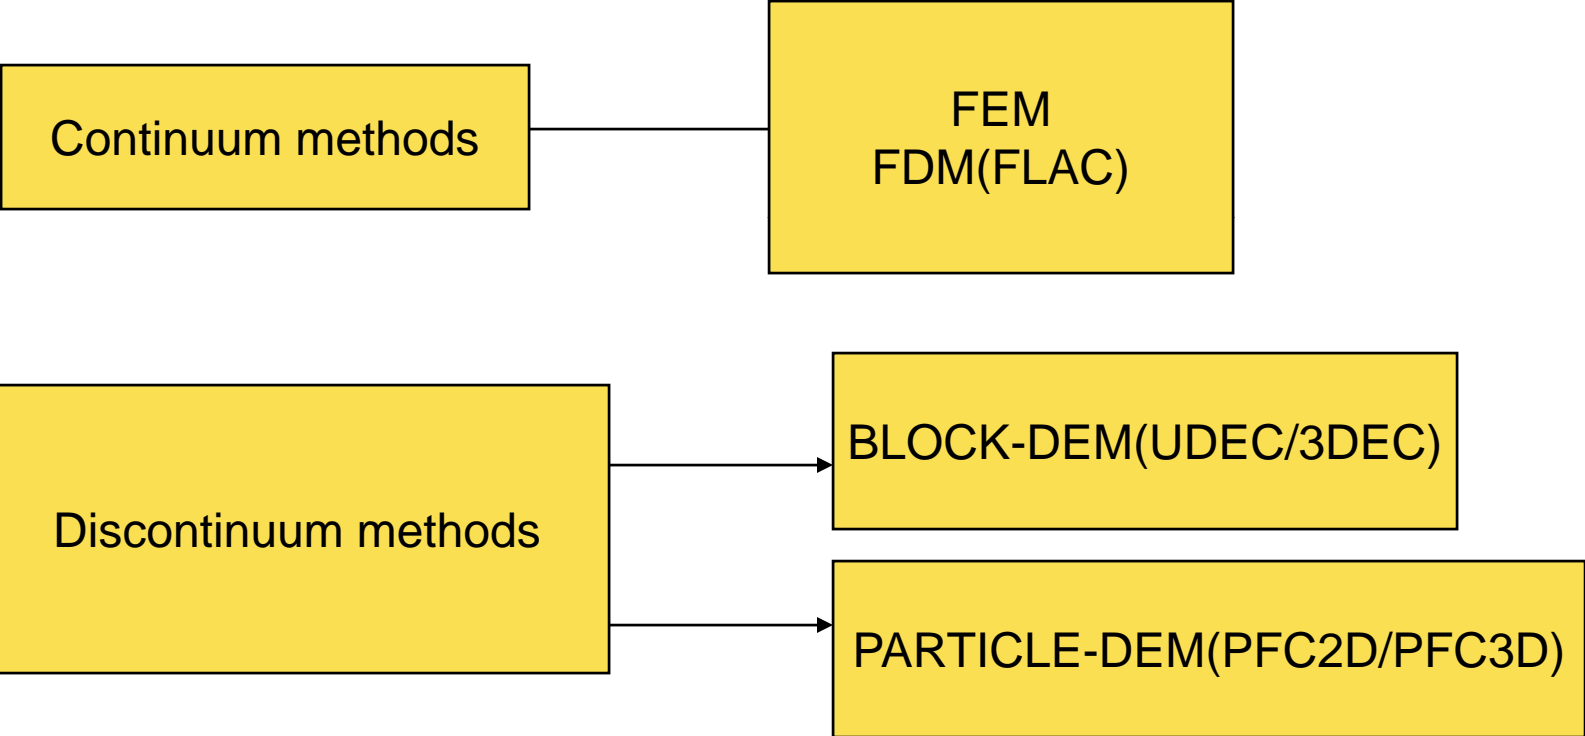 Continuum methods
FEM
FDM(FLAC)
Discontinuum methods
BLOCK-DEM(UDEC/3DEC)
PARTICLE-DEM(PFC2D/PFC3D)